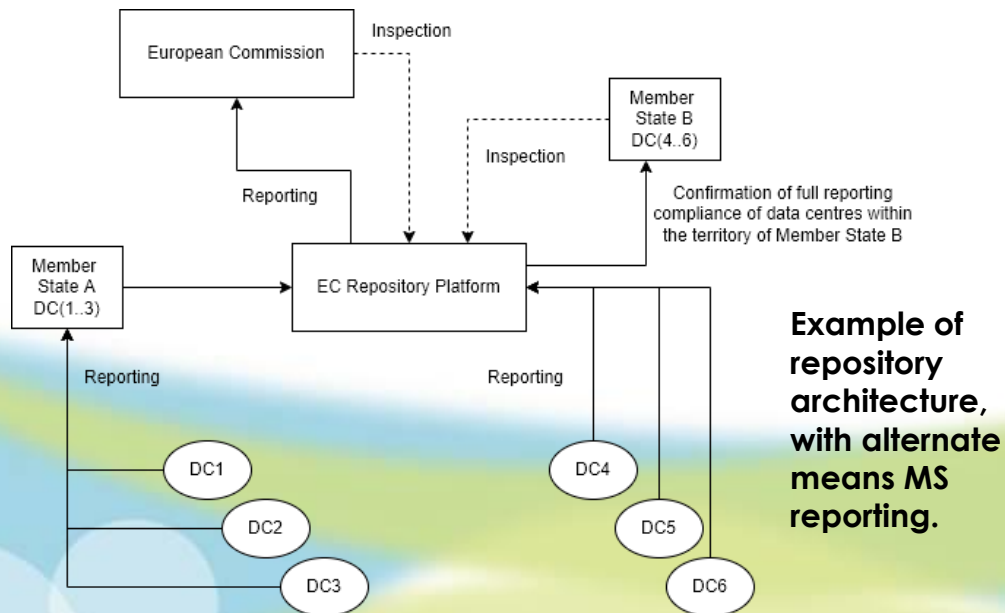 Inspection
European Commission
Member
State B
DC(4..6)
Inspection
Reporting
Confirmation of full reporting
compliance of data centres within
the territory of Member State B
Member
State A
DC(1..3)
EC Repository Platform
Example of
repository
architecture,
with alternate
means MS
reporting.
Reporting
Reporting
DC1
DC4
DC2
DC5
DC3
DC6